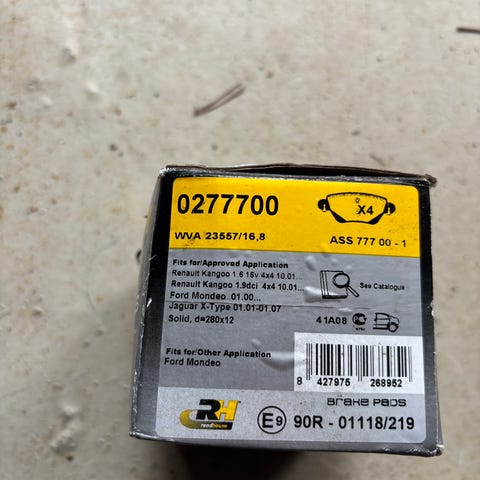 0277700
X4
WVA 23557/16,8
ASS 777 00 - 1
Fits for/Approved Application
Renault Kangoo 1 6 16v 4x4 10.01...
Renault Kangoo 1.9dci 4x4 10.01...
Ford Mondeo 01.00...
Jaguar X-Type 01.01-01.07
Solid, d=280x12
See Catalogue
41A08
Fits for/Other Application
Ford Mondeo
8 427975 268952
BRAKE PADS
RH
roadhouse
E9 90R - 01118/219